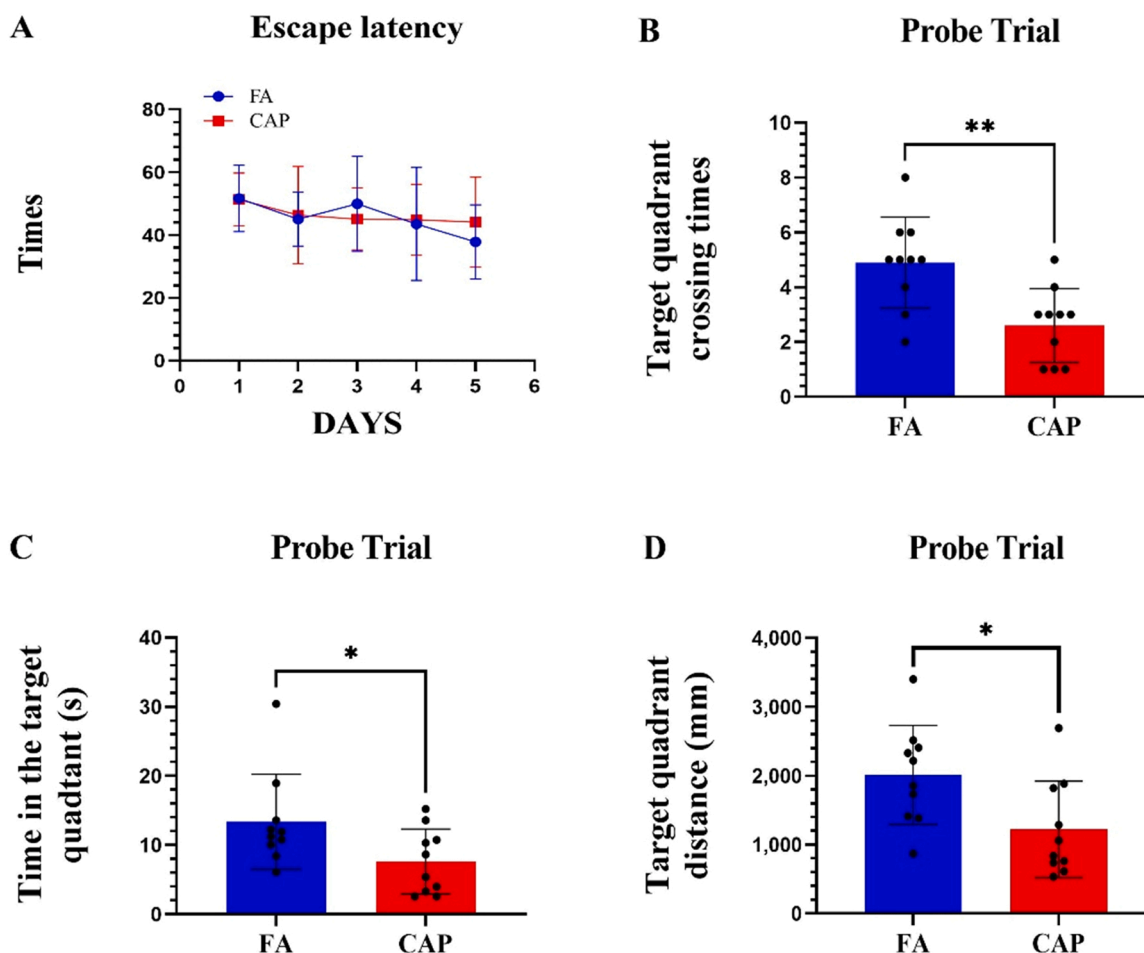 A
Escape latency
FA
CAP
80
60
40
20
0
Times
0 1 2 3 4 5 6
DAYS
B
Probe Trial
**
10
8
6
4
2
0
Target quadrant
crossing times
FA CAP
C
Probe Trial
*
40
30
20
10
0
Time in the target
quadtant (s)
FA CAP
D
Probe Trial
*
4,000
3,000
2,000
1,000
0
Target quadrant
distance (mm)
FA CAP